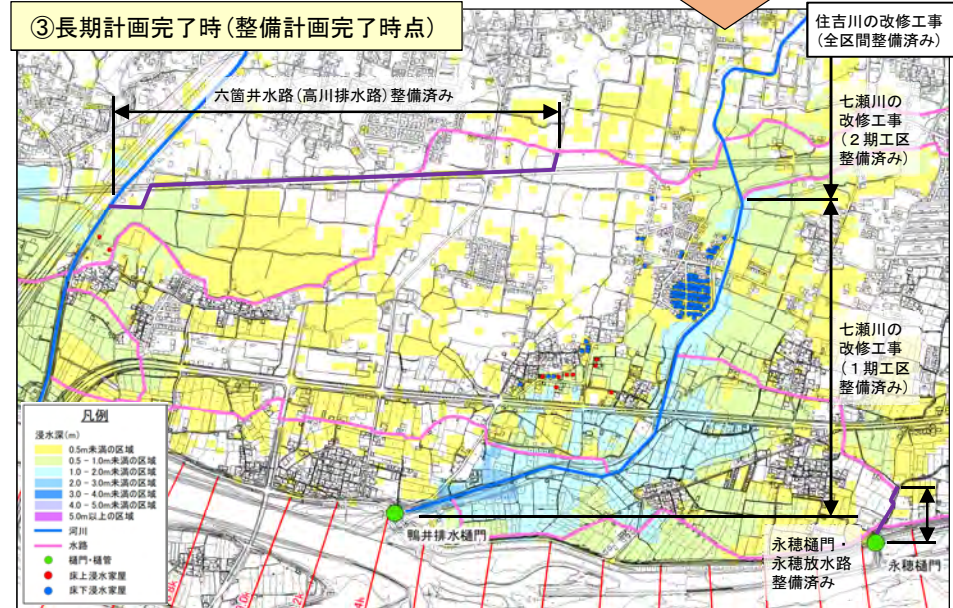 ③長期計画完了時(整備計画完了時点)
住吉川の改修工事
(全区間整備済み)
六箇井水路(高川排水路)整備済み
七瀬川の
改修工事
(2期工区
整備済み)
七瀬川の
改修工事
(1期工区
整備済み)
凡例
浸水深(m)
0.5m未満の区域
0.5 - 1.0m未満の区域
1.0 - 2.0m未満の区域
2.0 - 3.0m未満の区域
3.0 - 4.0m未満の区域
4.0 - 5.0m未満の区域
5.0m以上の区域
河川
水路
樋門・樋管
床上浸水家屋
床下浸水家屋
鴨井排水樋門
永穂樋門・
永穂放水路
整備済み
永穂樋門